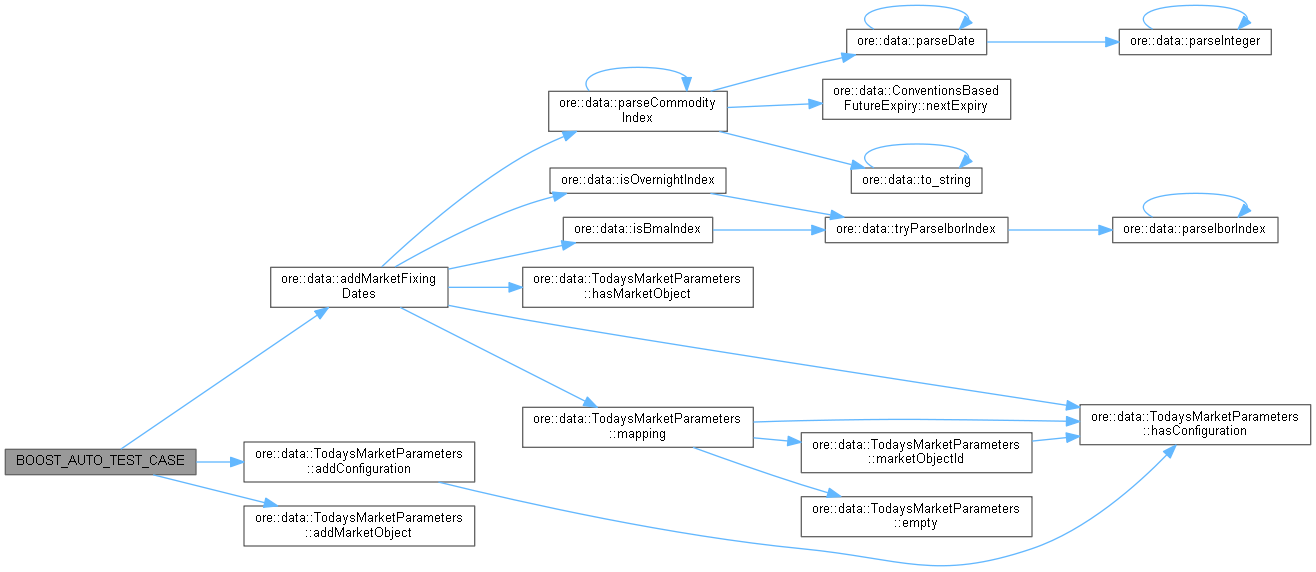 ore::data::parseDate
ore::data::parseInteger
ore::data::parseCommodity
Index
ore::data::ConventionsBased
FutureExpiry::nextExpiry
ore::data::to_string
ore::data::isOvernightIndex
ore::data::isBmaIndex
ore::data::tryParseIborIndex
ore::data::parseIborIndex
ore::data::addMarketFixing
Dates
ore::data::TodaysMarketParameters
::hasMarketObject
ore::data::TodaysMarketParameters
::mapping
ore::data::TodaysMarketParameters
::hasConfiguration
ore::data::TodaysMarketParameters
::marketObjectId
BOOST_AUTO_TEST_CASE
ore::data::TodaysMarketParameters
::addConfiguration
ore::data::TodaysMarketParameters
::empty
ore::data::TodaysMarketParameters
::addMarketObject